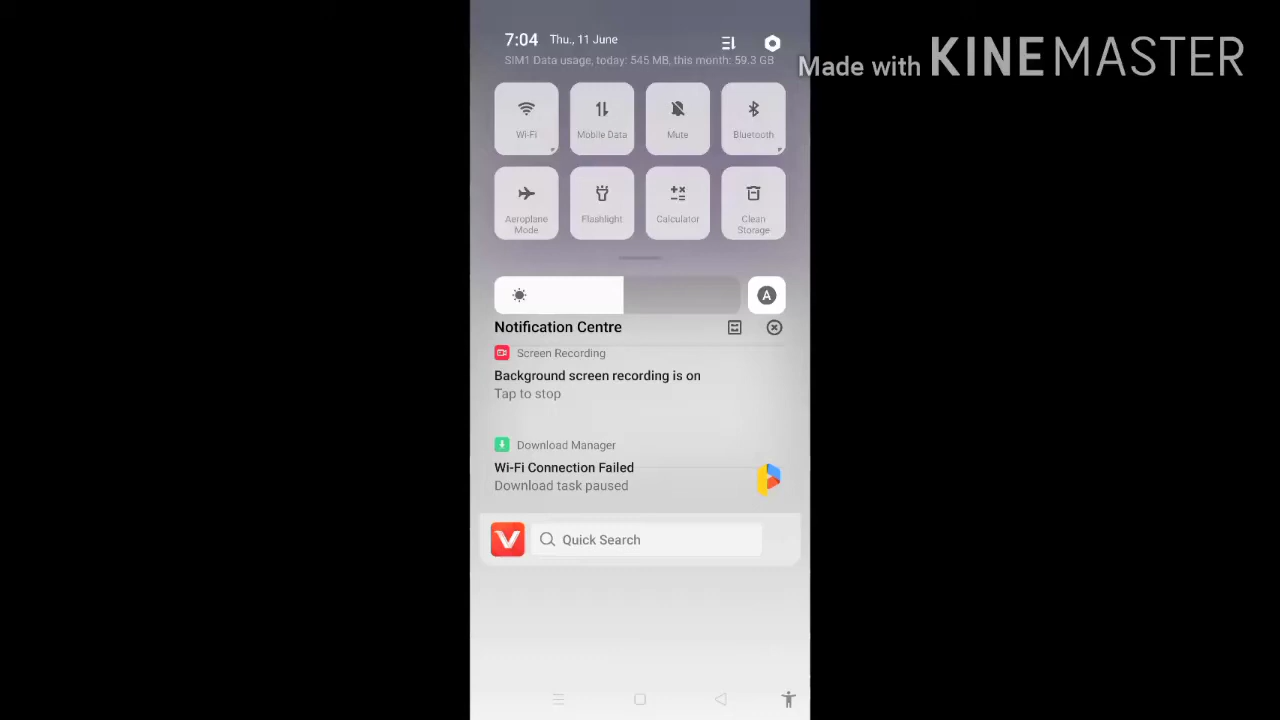 7:04 Thu., 11 June
SIM1 Data usage, today: 545 MB, this month: 59.3 GB
Made with KINEMASTER
Wi-Fi Mobile Data Mute Bluetooth
Aeroplane Mode Flashlight Calculator Clean Storage
A
Notification Centre
Screen Recording
Background screen recording is on
Tap to stop
Download Manager
Wi-Fi Connection Failed
Download task paused
Quick Search